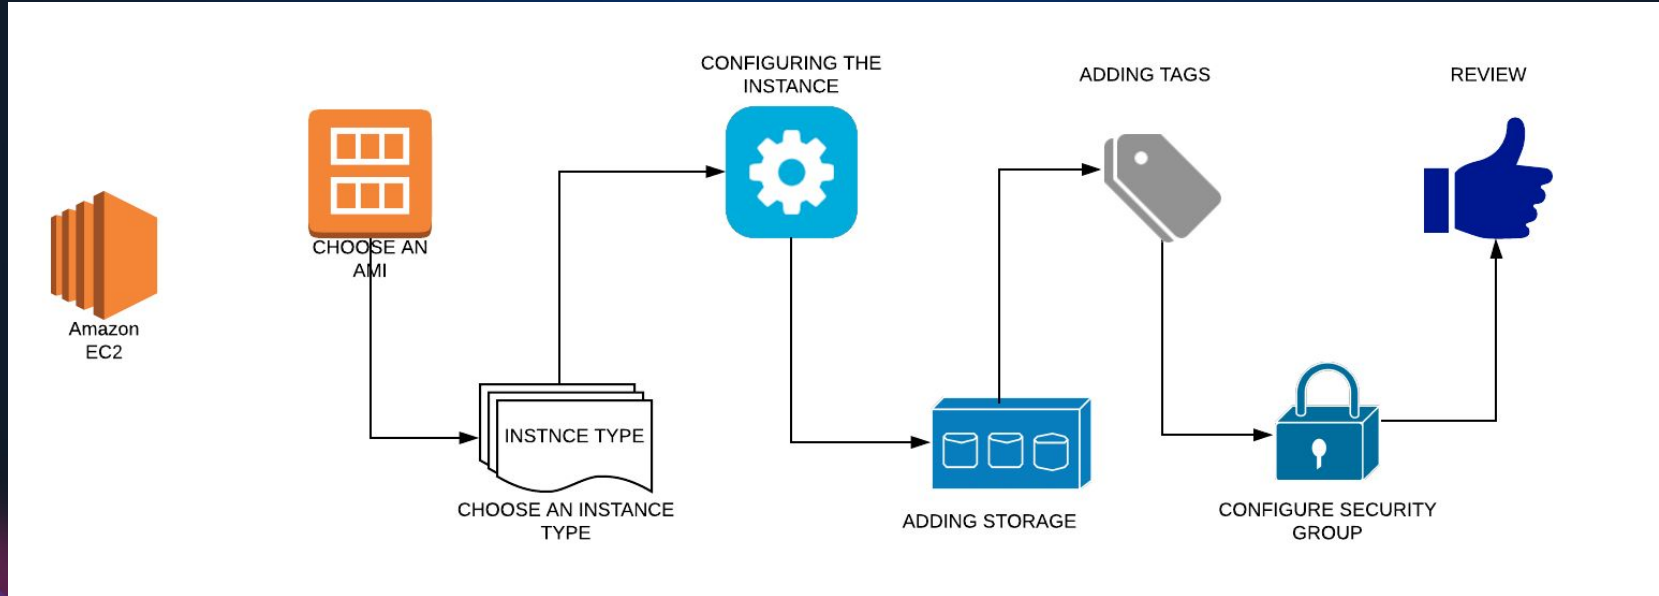 Amazon
EC2
CHOOSE AN
AMI
INSTNCE TYPE
CHOOSE AN INSTANCE
TYPE
CONFIGURING THE
INSTANCE
ADDING STORAGE
ADDING TAGS
CONFIGURE SECURITY
GROUP
REVIEW